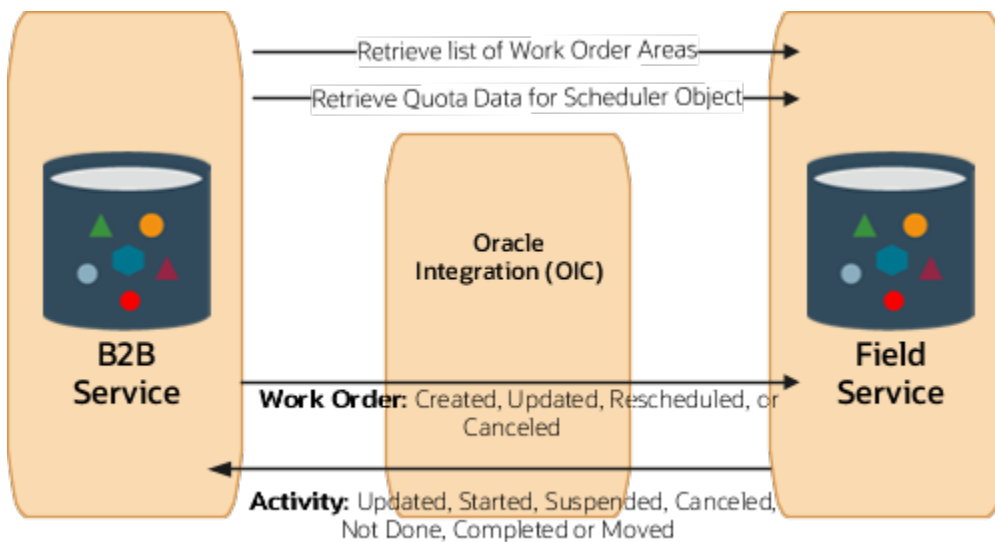 Retrieve list of Work Order Areas
Retrieve Quota Data for Scheduler Object
Oracle
Integration (OIC)
B2B
Service
Field
Service
Work Order: Created, Updated, Rescheduled, or
Canceled
Activity: Updated, Started, Suspended, Canceled,
Not Done, Completed or Moved